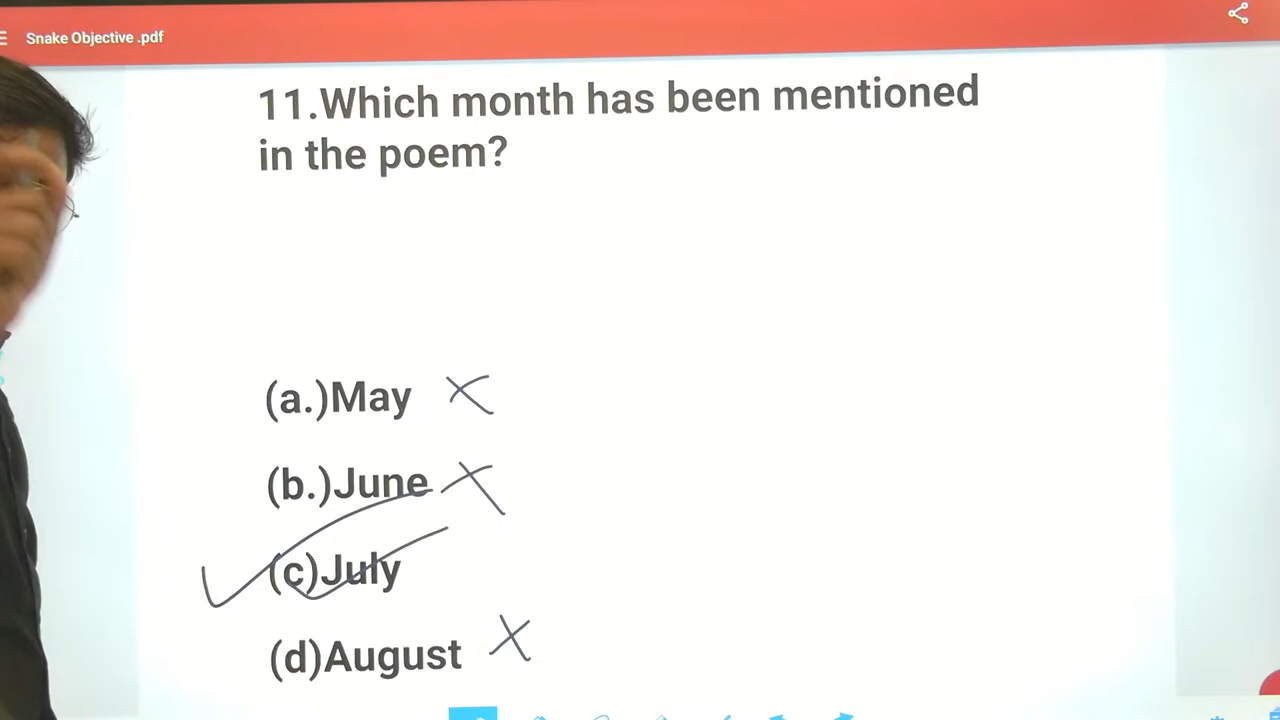 Snake Objective .pdf
11.Which month has been mentioned
in the poem?
(a.)May
(b.)June
(c)July
(d)August